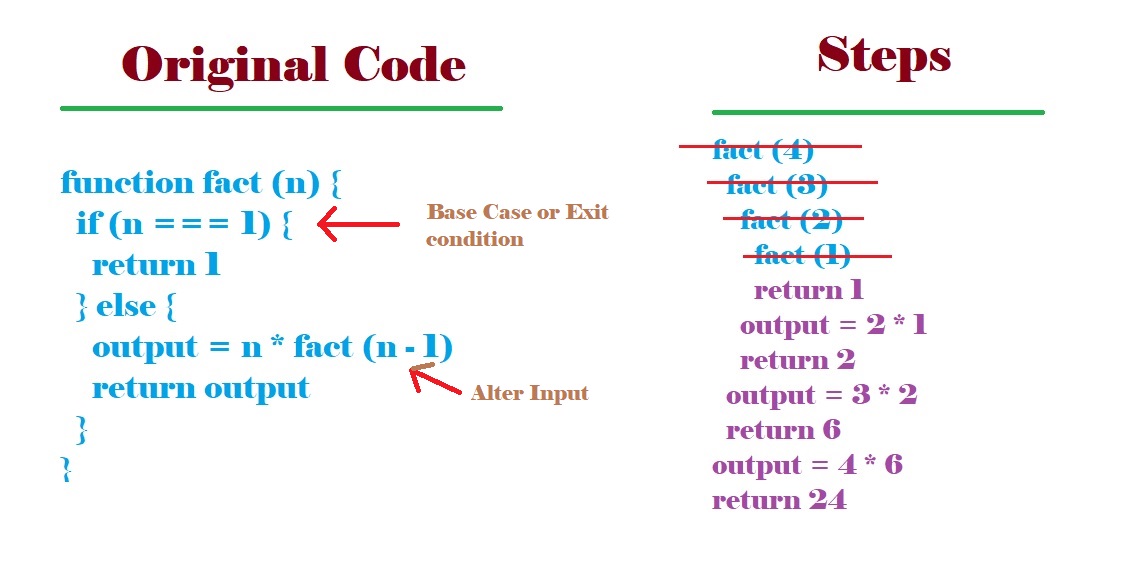 Original Code
function fact (n) {
if (n === 1) {
return 1
} else {
output = n * fact (n - 1)
return output
}
}
Base Case or Exit
condition
Alter Input
Steps
fact (4)
fact (3)
fact (2)
fact (1)
return 1
output = 2 * 1
return 2
output = 3 * 2
return 6
output = 4 * 6
return 24